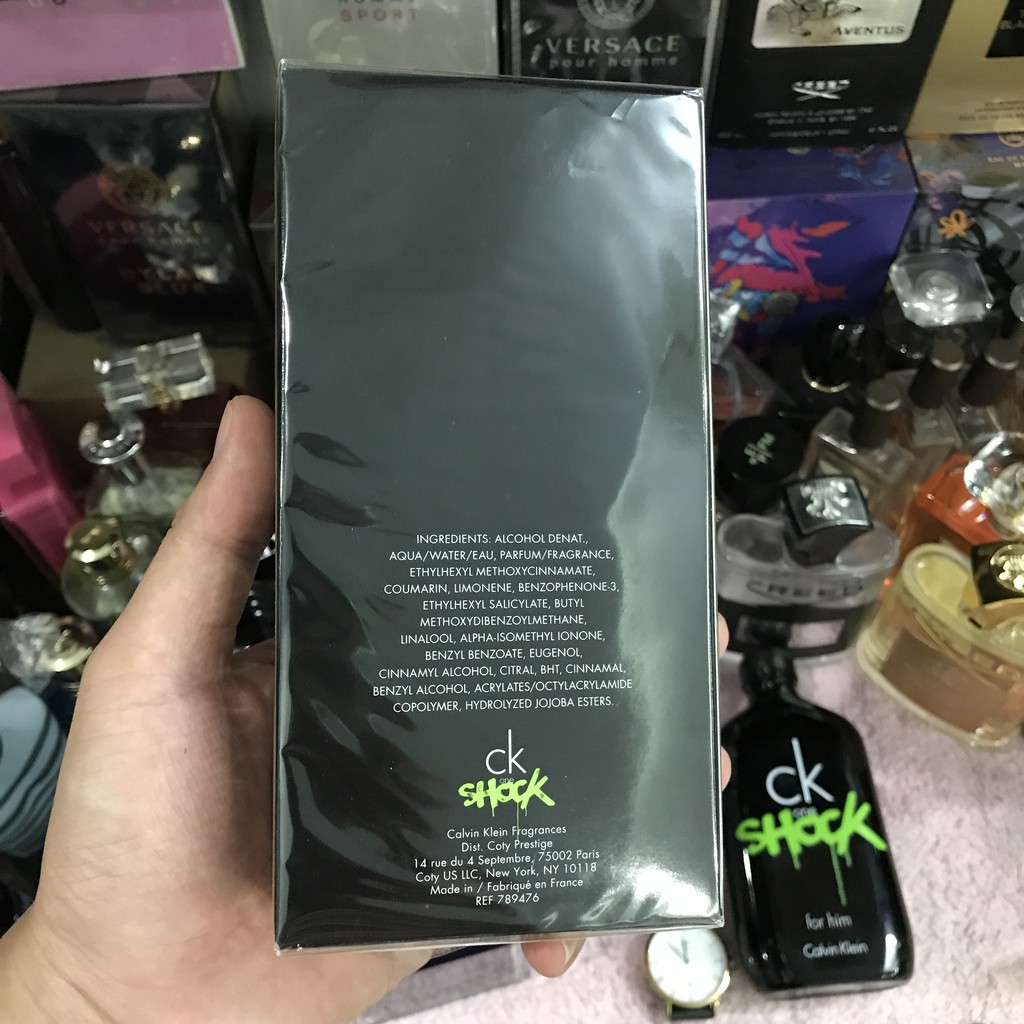 SPORT
VERSACE
pour homme
AVENTUS
VERSACE
INGREDIENTS: ALCOHOL DENAT.,
AQUA/WATER/EAU, PARFUM/FRAGRANCE,
ETHYLHEXYL METHOXYCINNAMATE,
COUMARIN, LIMONENE, BENZOPHENONE-3,
ETHYLHEXYL SALICYLATE, BUTYL
METHOXYDIBENZOYLMETHANE,
LINALOOL, ALPHA-ISOMETHYL IONONE,
BENZYL BENZOATE, EUGENOL,
CINNAMYL ALCOHOL, CITRAL, BHT, CINNAMAL,
BENZYL ALCOHOL, ACRYLATES/OCTYLACRYLAMIDE
COPOLYMER, HYDROLYZED JOJOBA ESTERS.
ck
one
SHOCK
Calvin Klein Fragrances
Dist. Coty Prestige
14 rue du 4 Septembre, 75002 Paris
Coty US LLC, New York, NY 10118
Made in / Fabriqué en France
REF 789476
CREED
ck
one
SHOCK
for him
Calvin Klein